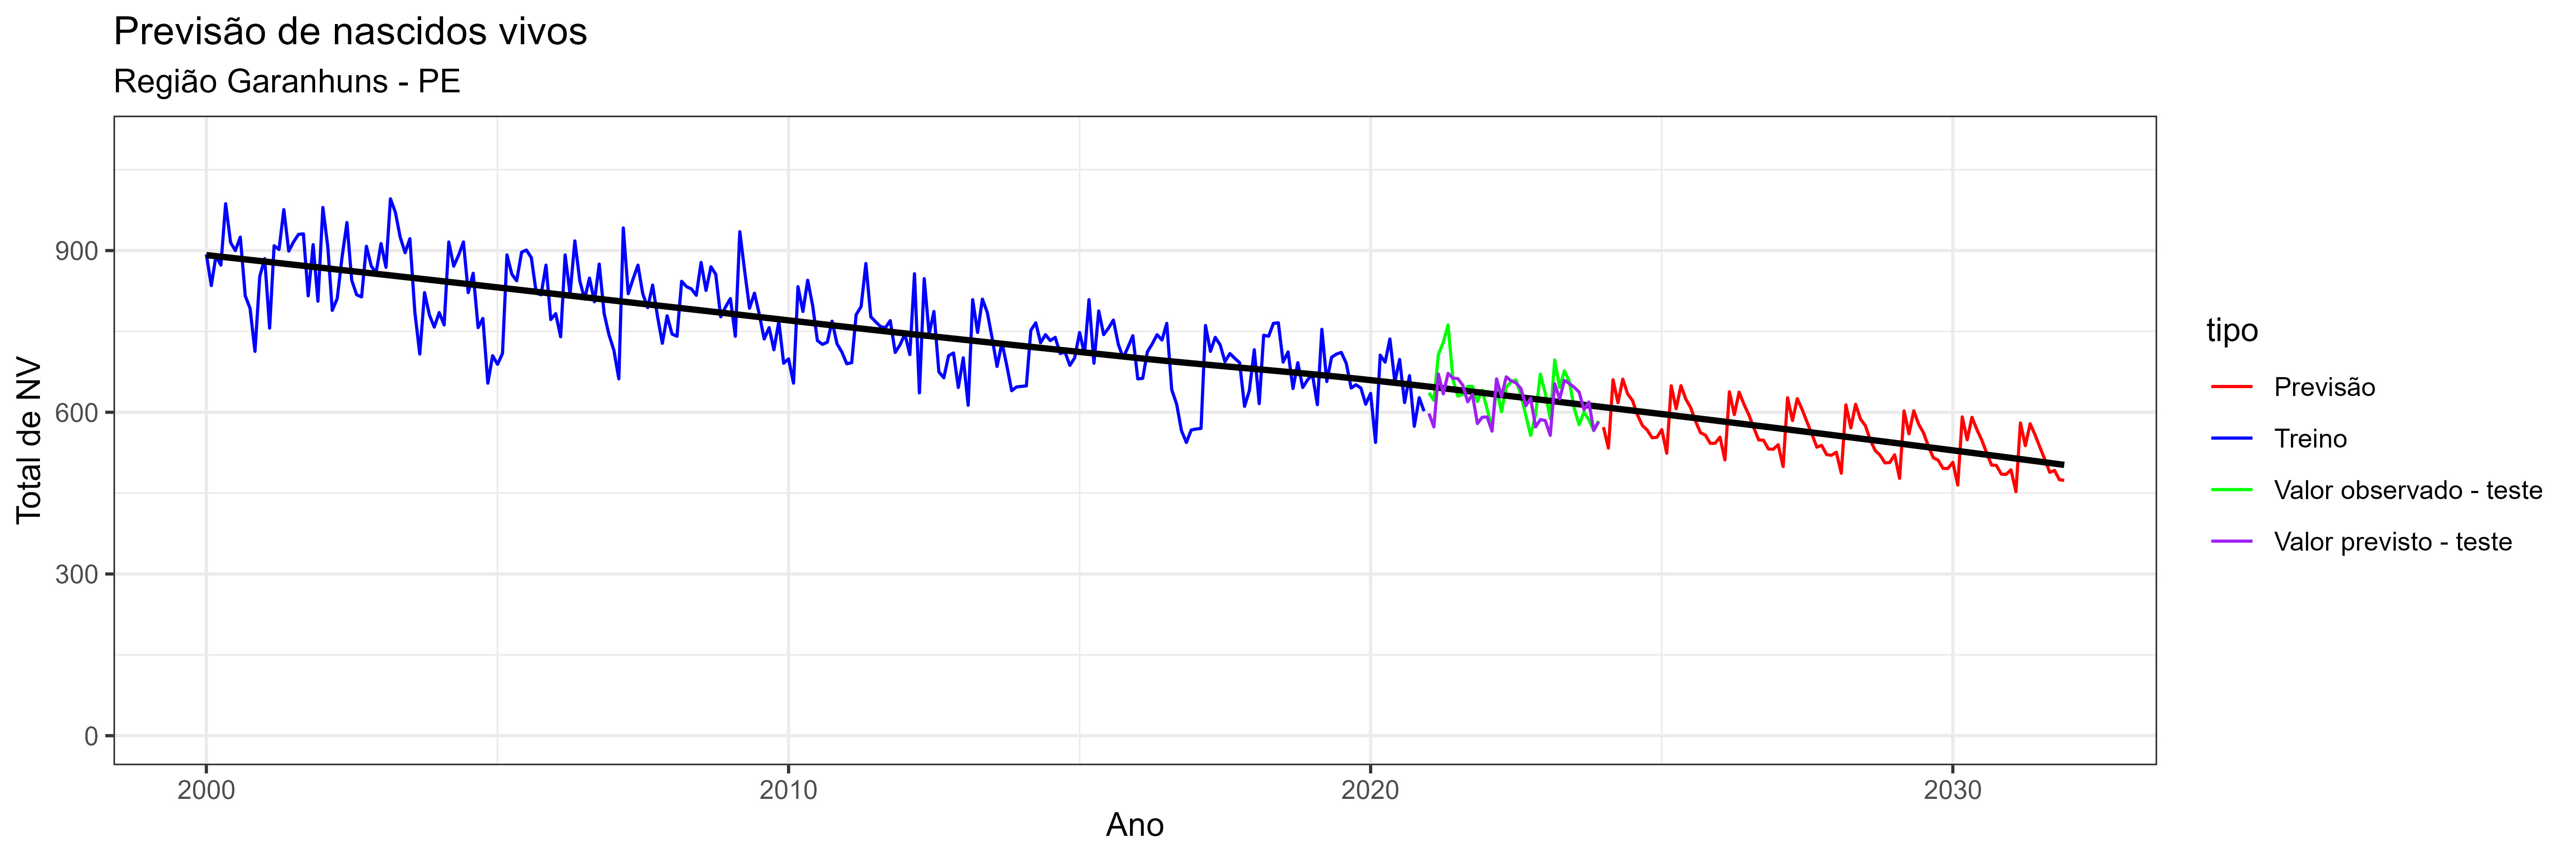 Previsão de nascidos vivos
Região Garanhuns - PE
Total de NV
900
600
300
0
2000
2010
2020
2030
Ano
tipo
Previsão
Treino
Valor observado - teste
Valor previsto - teste